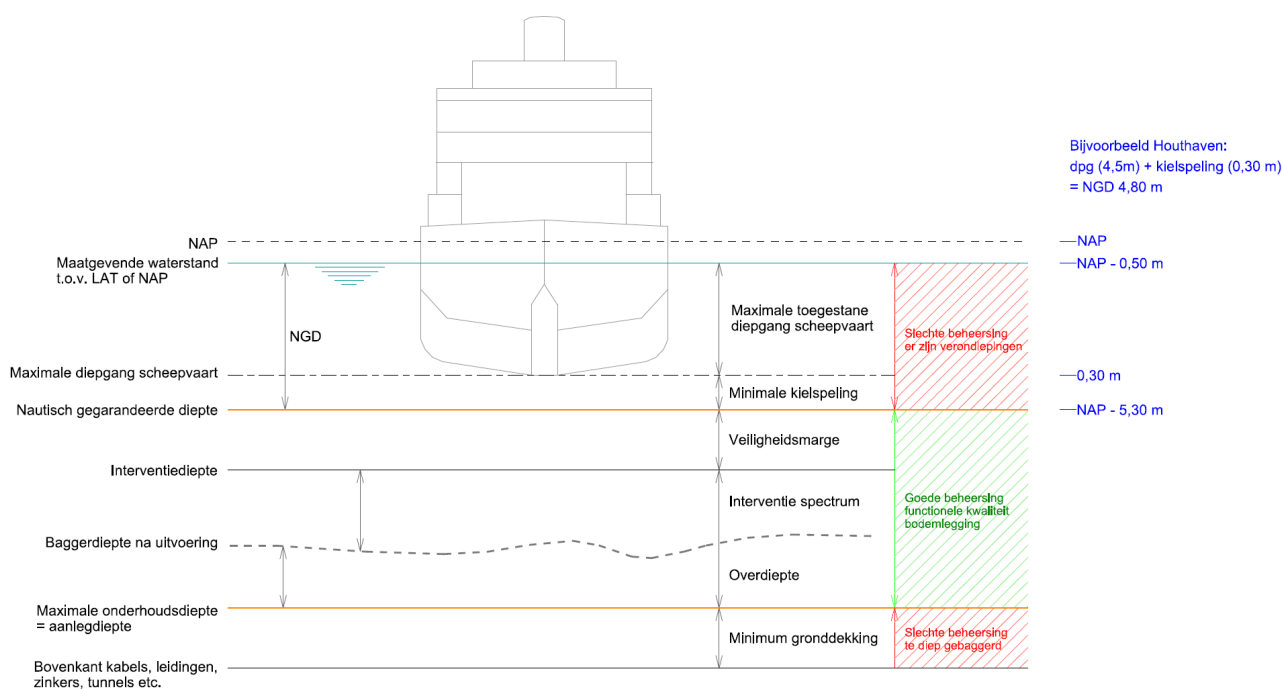 Bijvoorbeeld Houthaven:
dpg (4,5m) + kielspeling (0,30 m)
= NGD 4,80 m
NAP
NAP
Maatgevende waterstand
t.o.v. LAT of NAP
NAP - 0,50 m
NGD
Maximale toegestane
diepgang scheepvaart
Slechte beheersing
er zijn verondiepingen
Maximale diepgang scheepvaart
0,30 m
Minimale kielspeling
Nautisch gegarandeerde diepte
NAP - 5,30 m
Veiligheidsmarge
Interventiediepte
Interventie spectrum
Goede beheersing
functionele kwaliteit
bodemlegging
Baggerdiepte na uitvoering
Overdiepte
Maximale onderhoudsdiepte
= aanlegdiepte
Minimum gronddekking
Slechte beheersing
te diep gebaggerd
Bovenkant kabels, leidingen,
zinkers, tunnels etc.